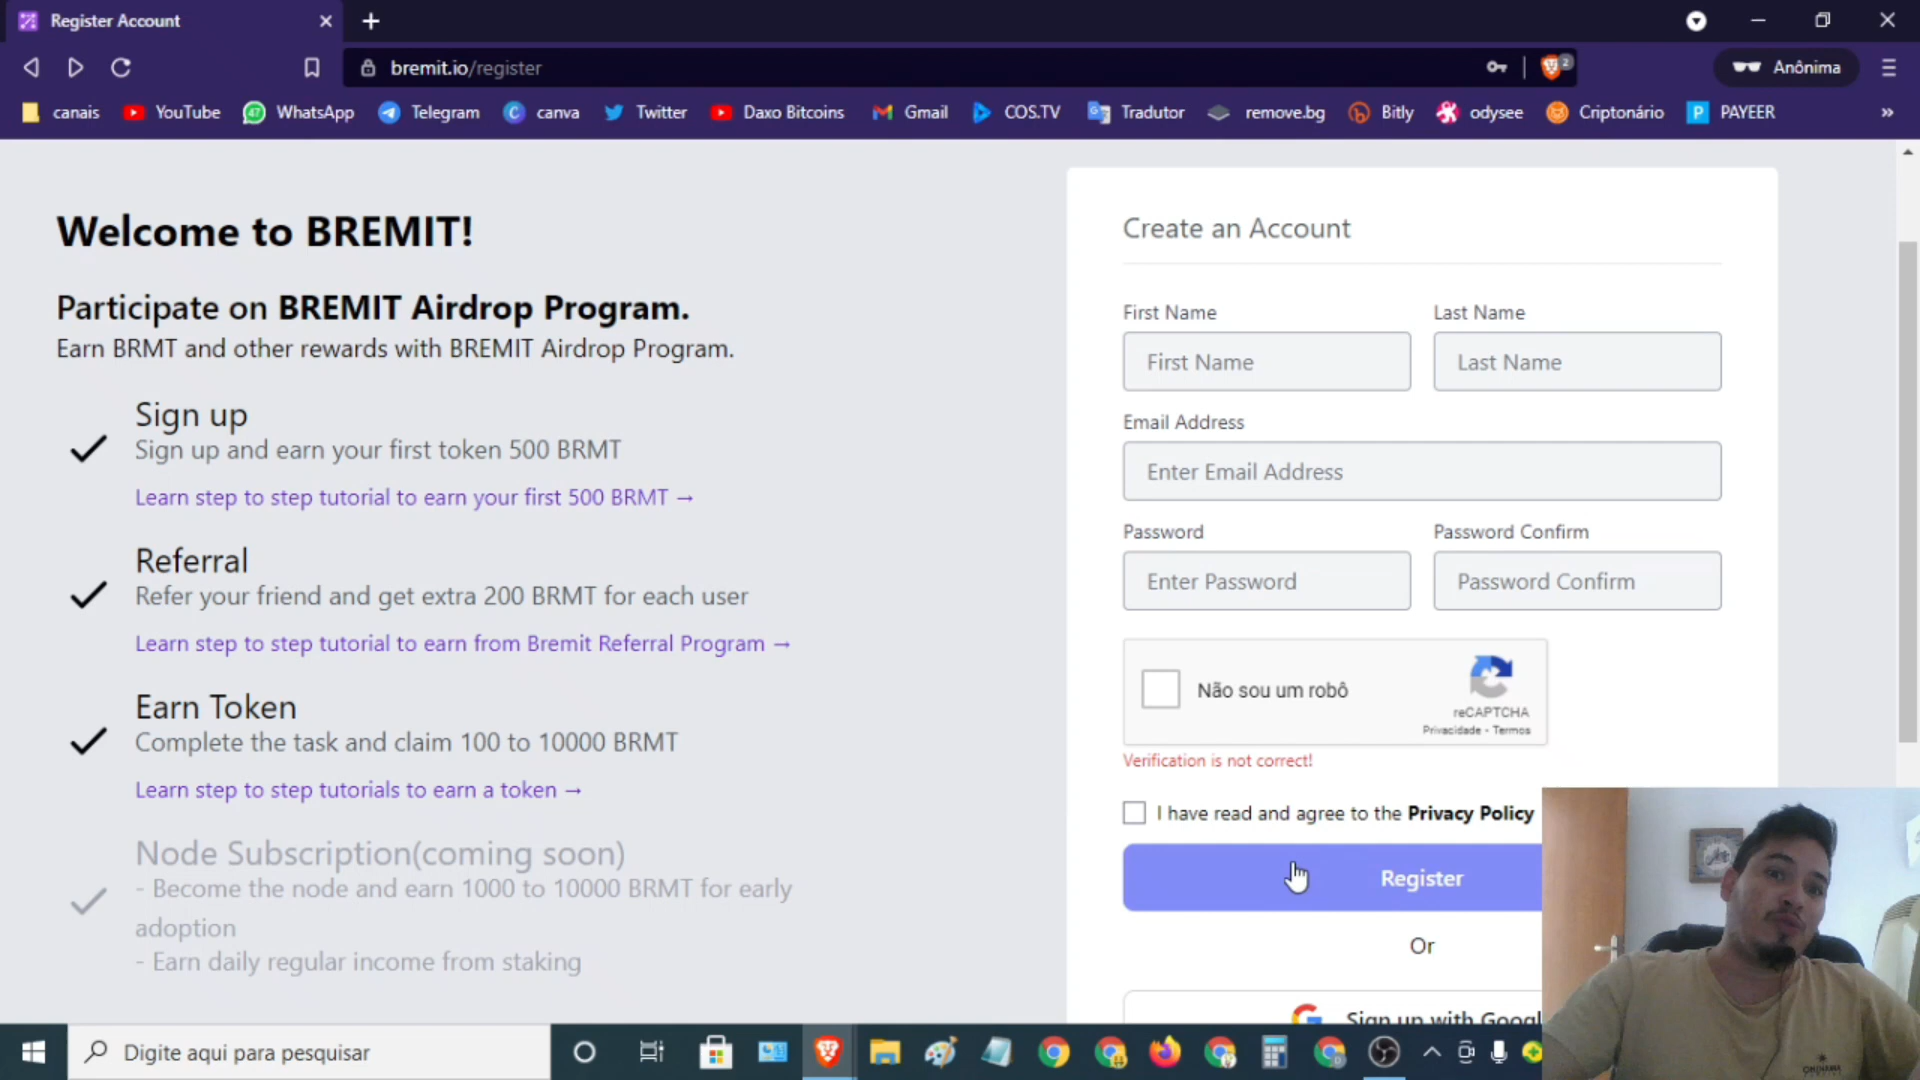 Register Account
bremit.io/register
2
Anônima
canais
YouTube
47
WhatsApp
Telegram
canva
Twitter
Daxo Bitcoins
Gmail
COS.TV
Tradutor
remove.bg
Bitly
odysee
Criptonário
P PAYEER
»
Welcome to BREMIT!
Participate on BREMIT Airdrop Program.
Earn BRMT and other rewards with BREMIT Airdrop Program.
Sign up
Sign up and earn your first token 500 BRMT
Learn step to step tutorial to earn your first 500 BRMT →
Referral
Refer your friend and get extra 200 BRMT for each user
Learn step to step tutorial to earn from Bremit Referral Program →
Earn Token
Complete the task and claim 100 to 10000 BRMT
Learn step to step tutorials to earn a token →
Node Subscription(coming soon)
- Become the node and earn 1000 to 10000 BRMT for early
adoption
- Earn daily regular income from staking
Create an Account
First Name
Last Name
First Name
Last Name
Email Address
Enter Email Address
Password
Password Confirm
Enter Password
Password Confirm
Não sou um robô
reCAPTCHA
Privacidade - Termos
Verification is not correct!
I have read and agree to the Privacy Policy
Register
Or
Sign up with Googl
Digite aqui para pesquisar